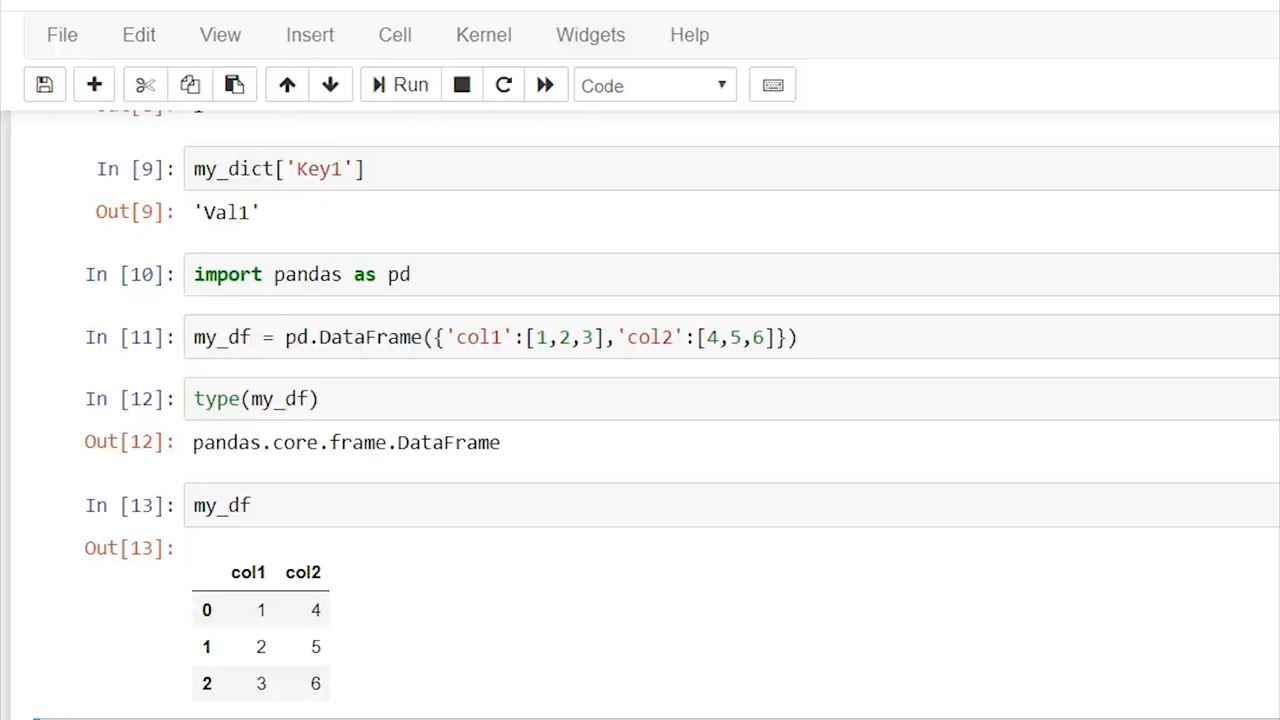 File Edit View Insert Cell Kernel Widgets Help
Run Code
In [9]: my_dict['Key1']
Out[9]: 'Val1'
In [10]: import pandas as pd
In [11]: my_df = pd.DataFrame({'col1':[1,2,3],'col2':[4,5,6]})
In [12]: type(my_df)
Out[12]: pandas.core.frame.DataFrame
In [13]: my_df
Out[13]:
col1 col2
0 1 4
1 2 5
2 3 6